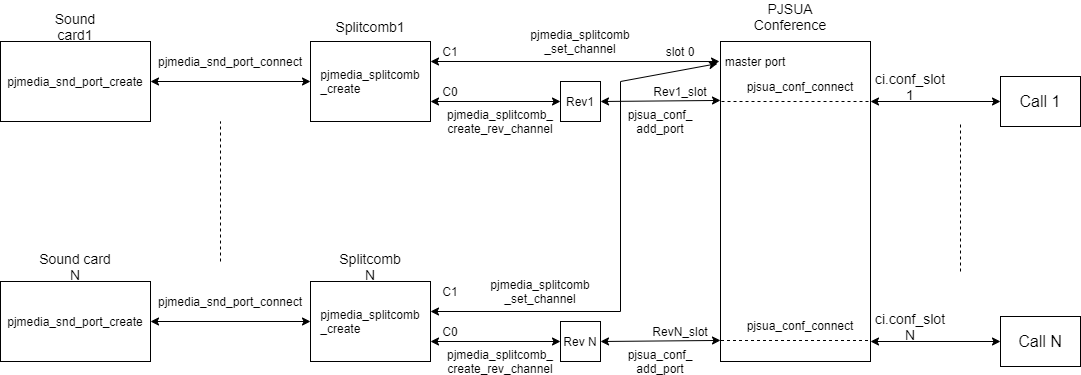 Sound
card1
pjmedia_snd_port_create
pjmedia_snd_port_connect
Splitcomb1
pjmedia_splitcomb
_create
C1
pjmedia_splitcomb
_set_channel
slot 0
C0
pjmedia_splitcomb_
create_rev_channel
Rev1
Rev1_slot
pjsua_conf_
add_port
PJSUA
Conference
master port
pjsua_conf_connect
ci.conf_slot
1
Call 1
Sound card
N
pjmedia_snd_port_create
pjmedia_snd_port_connect
Splitcomb
N
pjmedia_splitcomb
_create
C1
pjmedia_splitcomb
_set_channel
C0
pjmedia_splitcomb_
create_rev_channel
Rev N
RevN_slot
pjsua_conf_
add_port
pjsua_conf_connect
ci.conf_slot
N
Call N